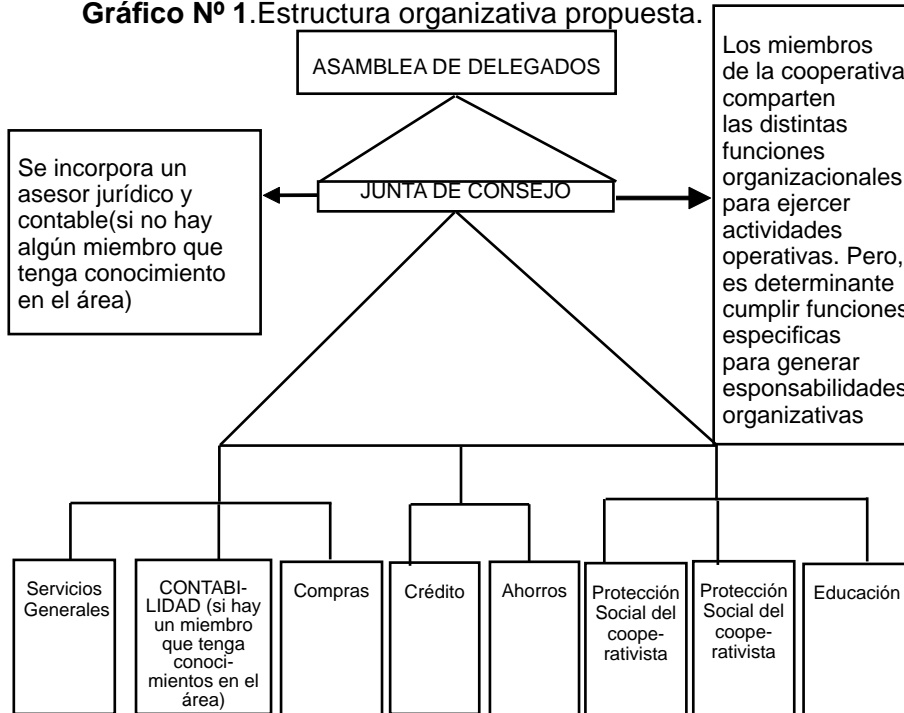 Gráfico Nº 1.Estructura organizativa propuesta.
ASAMBLEA DE DELEGADOS
Los miembros
de la cooperativa
comparten
las distintas
funciones
organizacionales
para ejercer
actividades
operativas. Pero,
es determinante
cumplir funciones
especificas
para generar
esponsabilidades
organizativas
Se incorpora un
asesor jurídico y
contable(si no hay
algún miembro que
tenga conocimiento
en el área)
JUNTA DE CONSEJO
Servicios
Generales
CONTABI-
LIDAD (si hay
un miembro
que tenga
conoci-
mientos en el
área)
Compras
Crédito
Ahorros
Protección
Social del
coope-
rativista
Protección
Social del
coope-
rativista
Educación